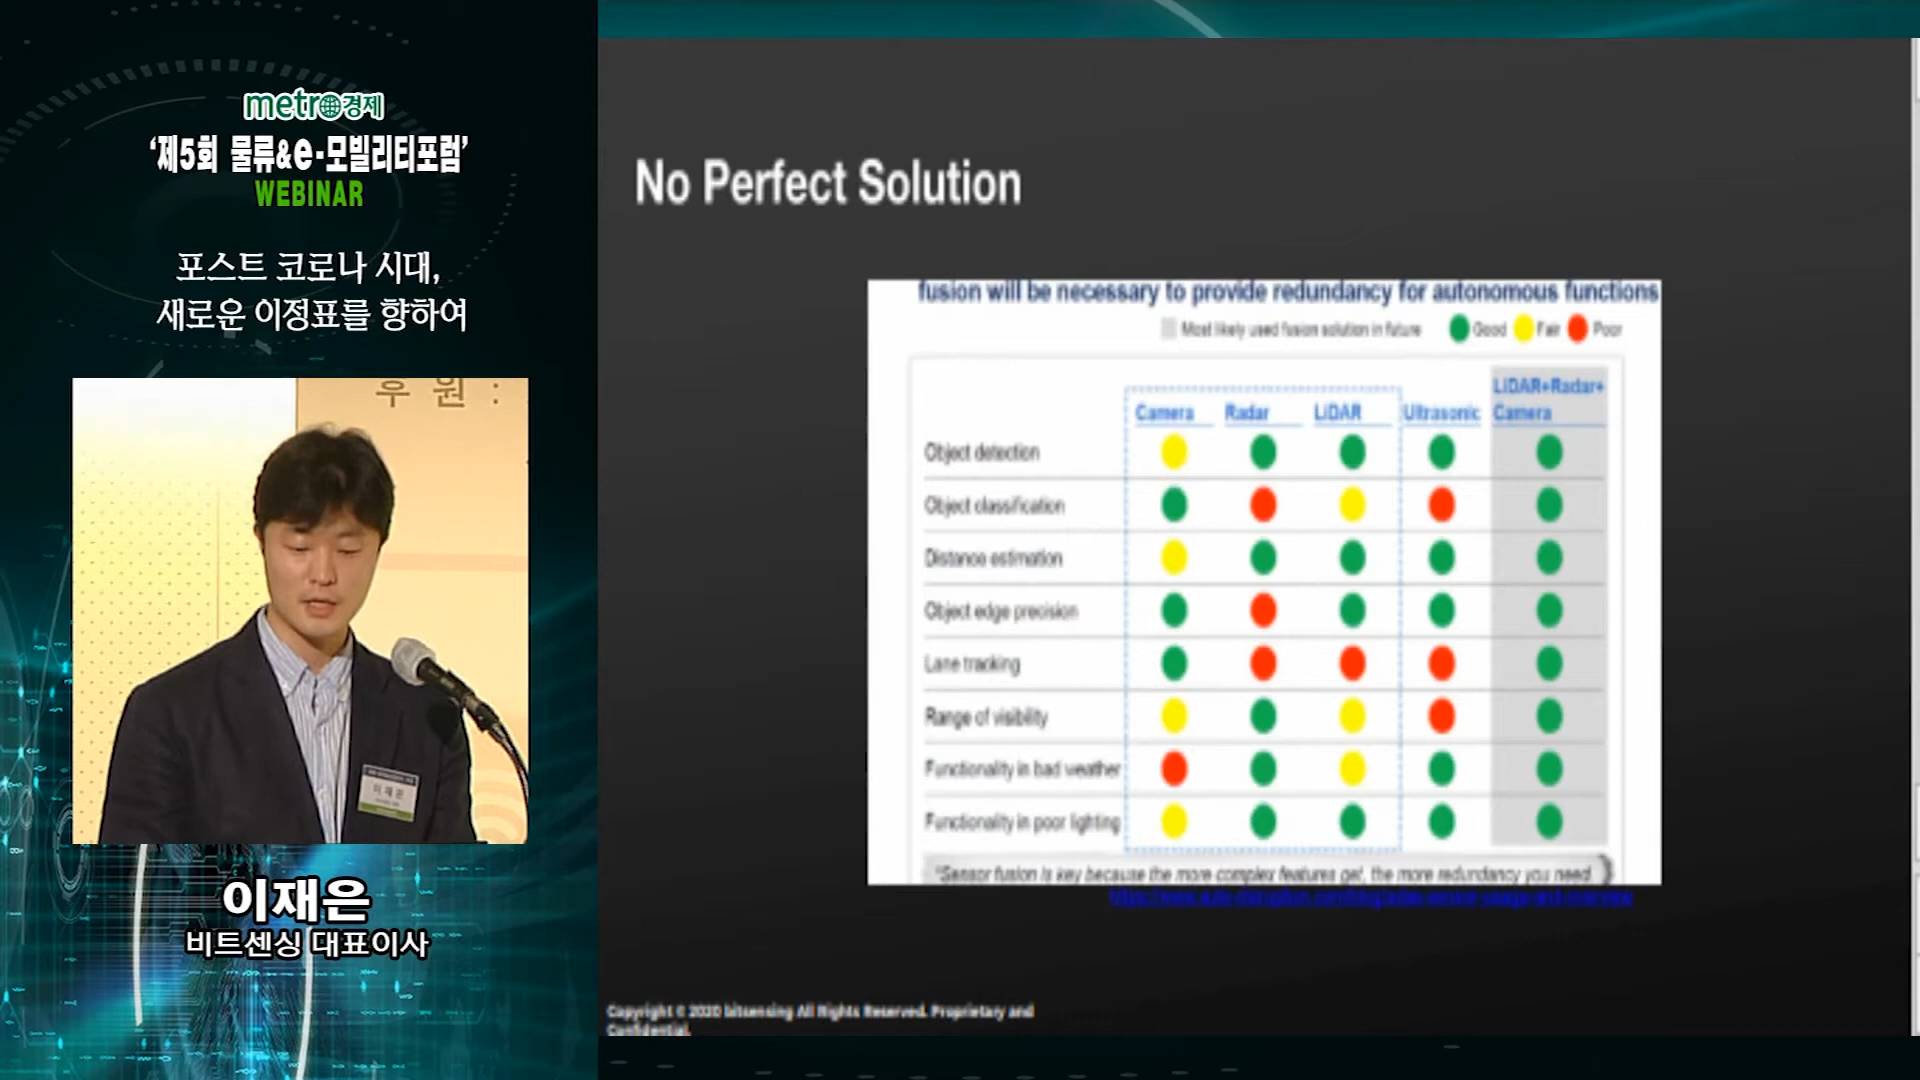 metro경제
‘제5회 물류&e·모빌리티포럼’
WEBINAR
포스트 코로나 시대,
새로운 이정표를 향하여
후 원 :
이재은
이재은
비트센싱 대표이사
No Perfect Solution
fusion will be necessary to provide redundancy for autonomous functions
Most likely used fusion solution in future Good Fair Poor
Camera Radar LiDAR Ultrasonic LiDAR+Radar+
Camera
Object detection
Object classification
Distance estimation
Object edge precision
Lane tracking
Range of visibility
Functionality in bad weather
Functionality in poor lighting
"Sensor fusion is key because the more complex features get, the more redundancy you need
Copyright © 2020 bitsensing All Rights Reserved. Proprietary and
Confidential.